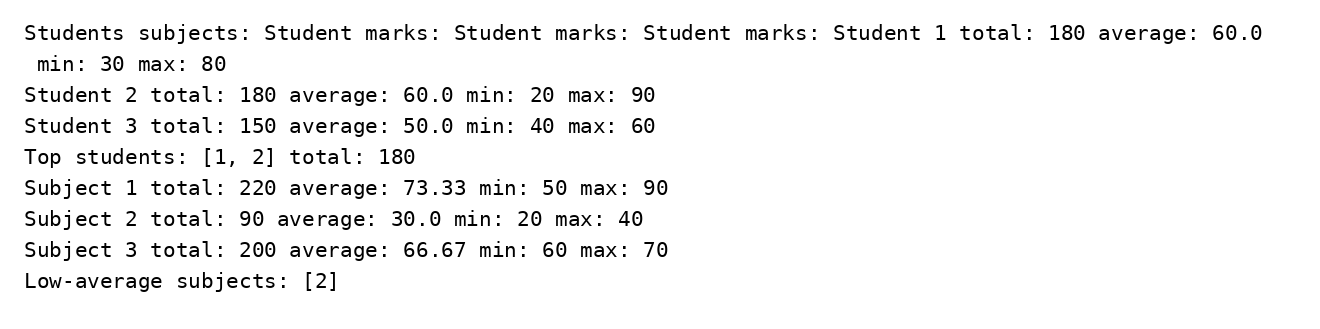 Students subjects: Student marks: Student marks: Student marks: Student 1 total: 180 average: 60.0
 min: 30 max: 80
Student 2 total: 180 average: 60.0 min: 20 max: 90
Student 3 total: 150 average: 50.0 min: 40 max: 60
Top students: [1, 2] total: 180
Subject 1 total: 220 average: 73.33 min: 50 max: 90
Subject 2 total: 90 average: 30.0 min: 20 max: 40
Subject 3 total: 200 average: 66.67 min: 60 max: 70
Low-average subjects: [2]